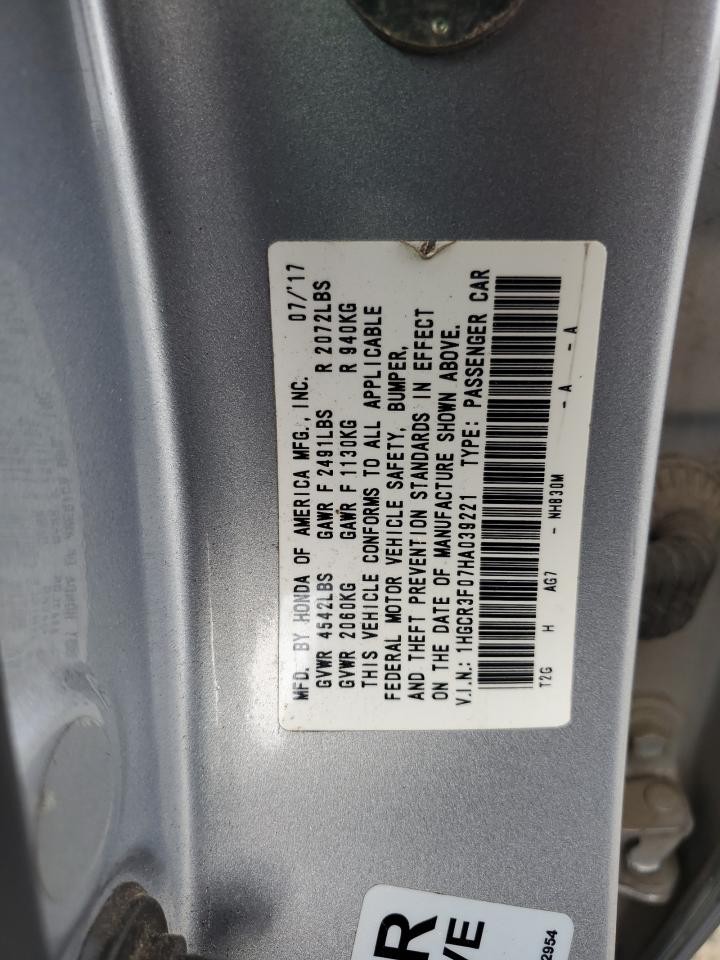 MFD. BY HONDA OF AMERICA MFG., INC. 07/'17
GVWR 4542LBS GAWR F 2491LBS R 2072LBS
GVWR 2060KG GAWR F 1130KG R 940KG
THIS VEHICLE CONFORMS TO ALL APPLICABLE
FEDERAL MOTOR VEHICLE SAFETY, BUMPER,
AND THEFT PREVENTION STANDARDS IN EFFECT
ON THE DATE OF MANUFACTURE SHOWN ABOVE.
V.I.N.: 1HGCR3F07HA039221 TYPE: PASSENGER CAR
T2G H AG7 - NH830M - A - A
R
VE
2954